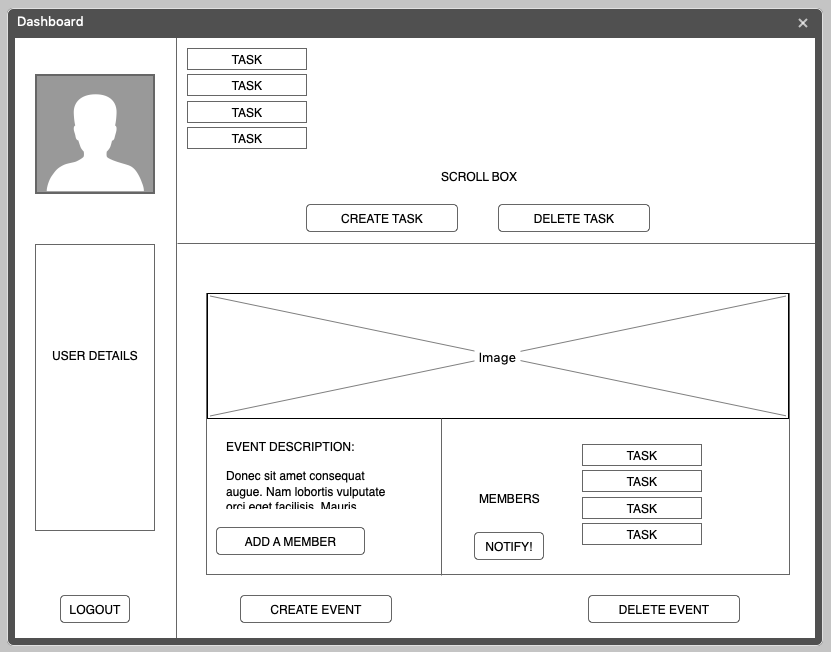 Dashboard
TASK
TASK
TASK
TASK
SCROLL BOX
CREATE TASK
DELETE TASK
USER DETAILS
Image
EVENT DESCRIPTION:
Donec sit amet consequat
augue. Nam lobortis vulputate
orci eget facilisis. Mauris
ADD A MEMBER
MEMBERS
NOTIFY!
TASK
TASK
TASK
TASK
LOGOUT
CREATE EVENT
DELETE EVENT